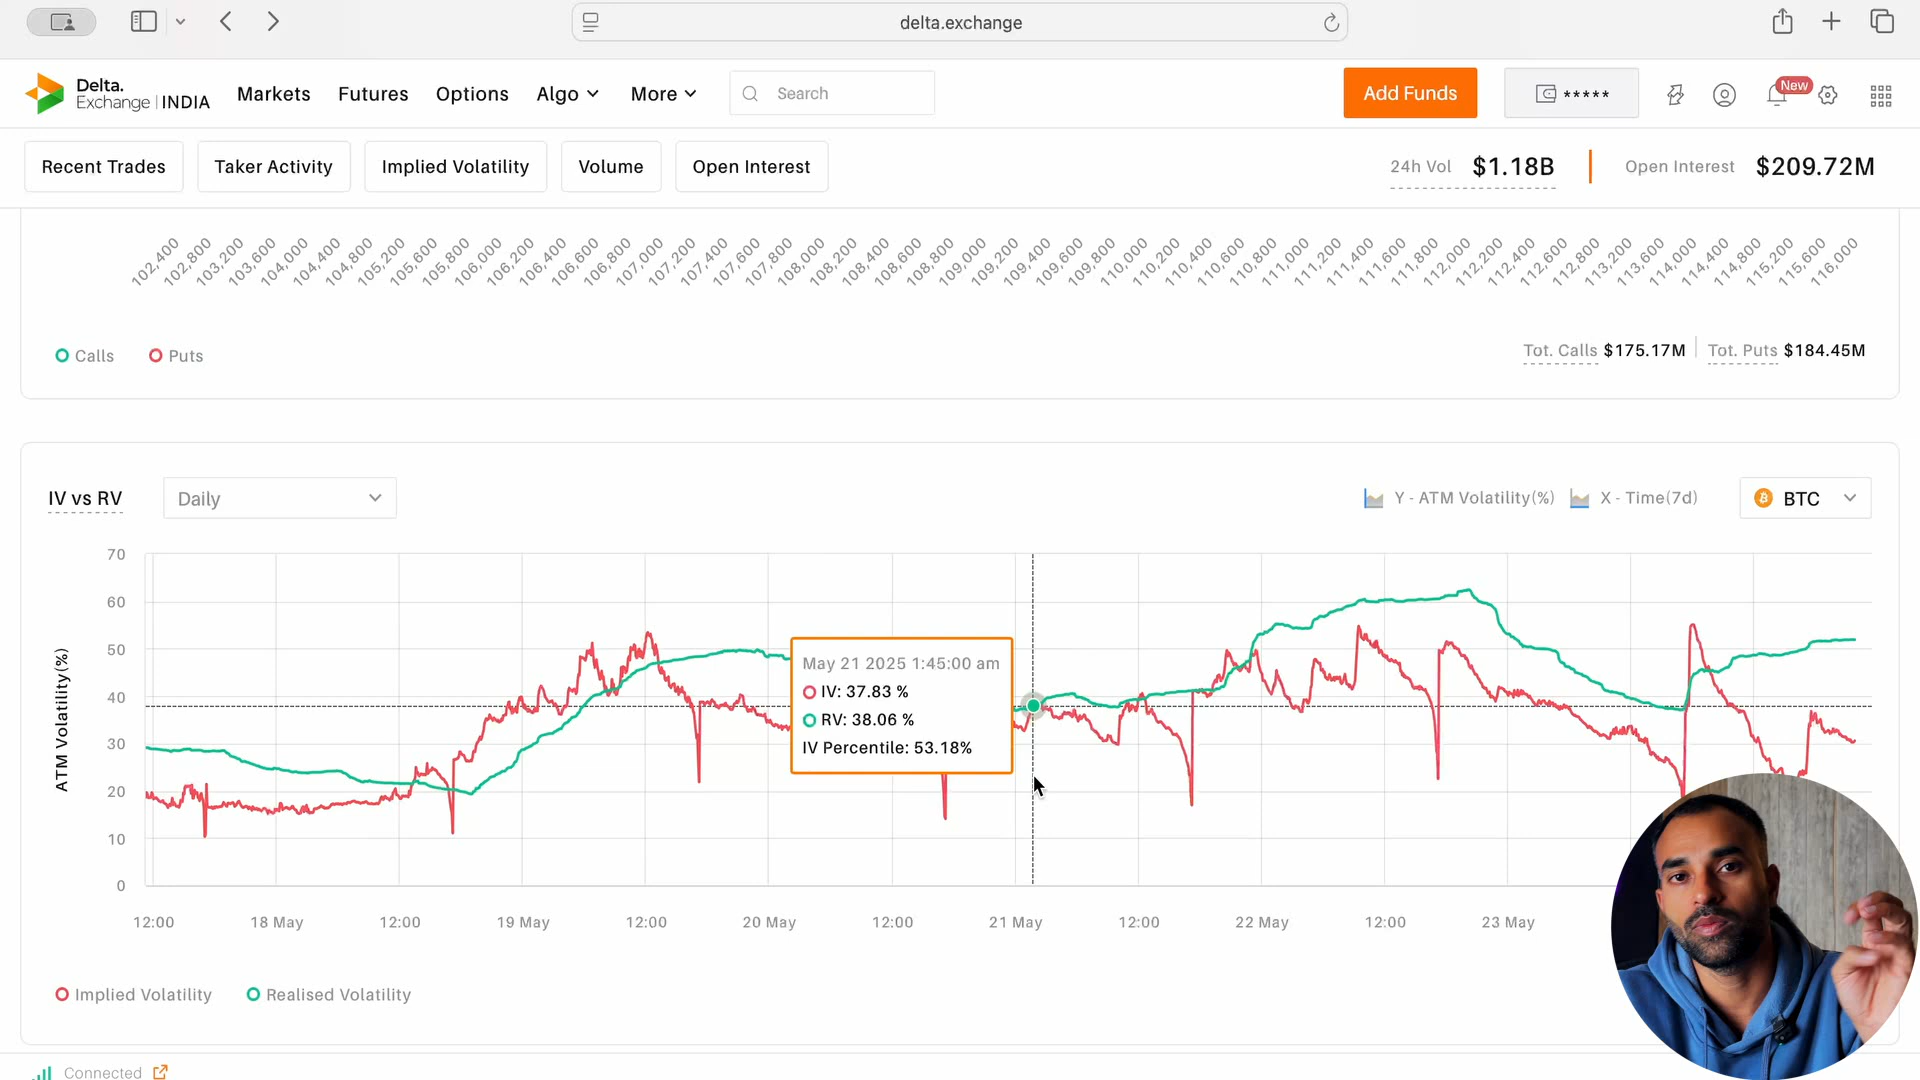 delta.exchange
Delta.
Exchange | INDIA
Markets
Futures
Options
Algo
More
Search
Add Funds
*****
New
Recent Trades
Taker Activity
Implied Volatility
Volume
Open Interest
24h Vol $1.18B
Open Interest $209.72M
102,400 102,800 103,200 103,600 104,000 104,400 104,800 105,200 105,600 105,800 106,000 106,200 106,400 106,600 106,800 107,000 107,200 107,400 107,600 107,800 108,000 108,200 108,400 108,600 108,800 109,000 109,200 109,400 109,600 109,800 110,000 110,200 110,400 110,600 110,800 111,000 111,200 111,400 111,600 111,800 112,000 112,200 112,400 112,600 112,800 113,200 113,600 114,000 114,400 114,800 115,200 115,600 116,000
Calls
Puts
Tot. Calls $175.17M
Tot. Puts $184.45M
IV vs RV
Daily
Y - ATM Volatility(%)
X - Time(7d)
BTC
70
60
50
40
30
20
10
0
ATM Volatility(%)
May 21 2025 1:45:00 am
IV: 37.83 %
RV: 38.06 %
IV Percentile: 53.18%
12:00 18 May 12:00 19 May 12:00 20 May 12:00 21 May 12:00 22 May 12:00 23 May
Implied Volatility
Realised Volatility
Connected